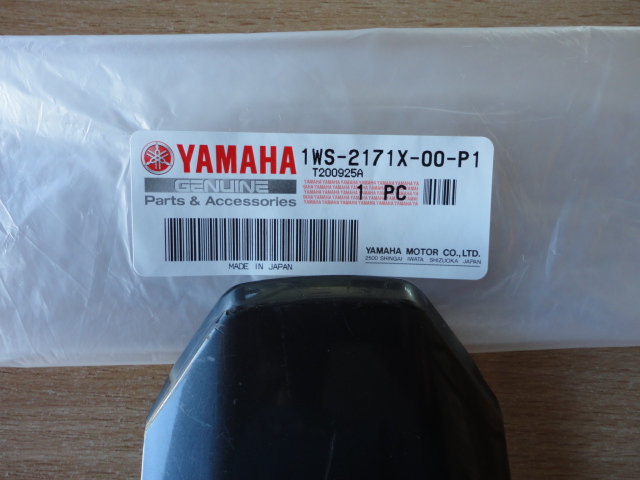 YAMAHA
GENUINE
Parts & Accessories
1WS-2171X-00-P1
T200925A
1 PC
YAMAHA MOTOR CO.,LTD.
2500 SHINGAI IWATA SHIZUOKA JAPAN
MADE IN JAPAN